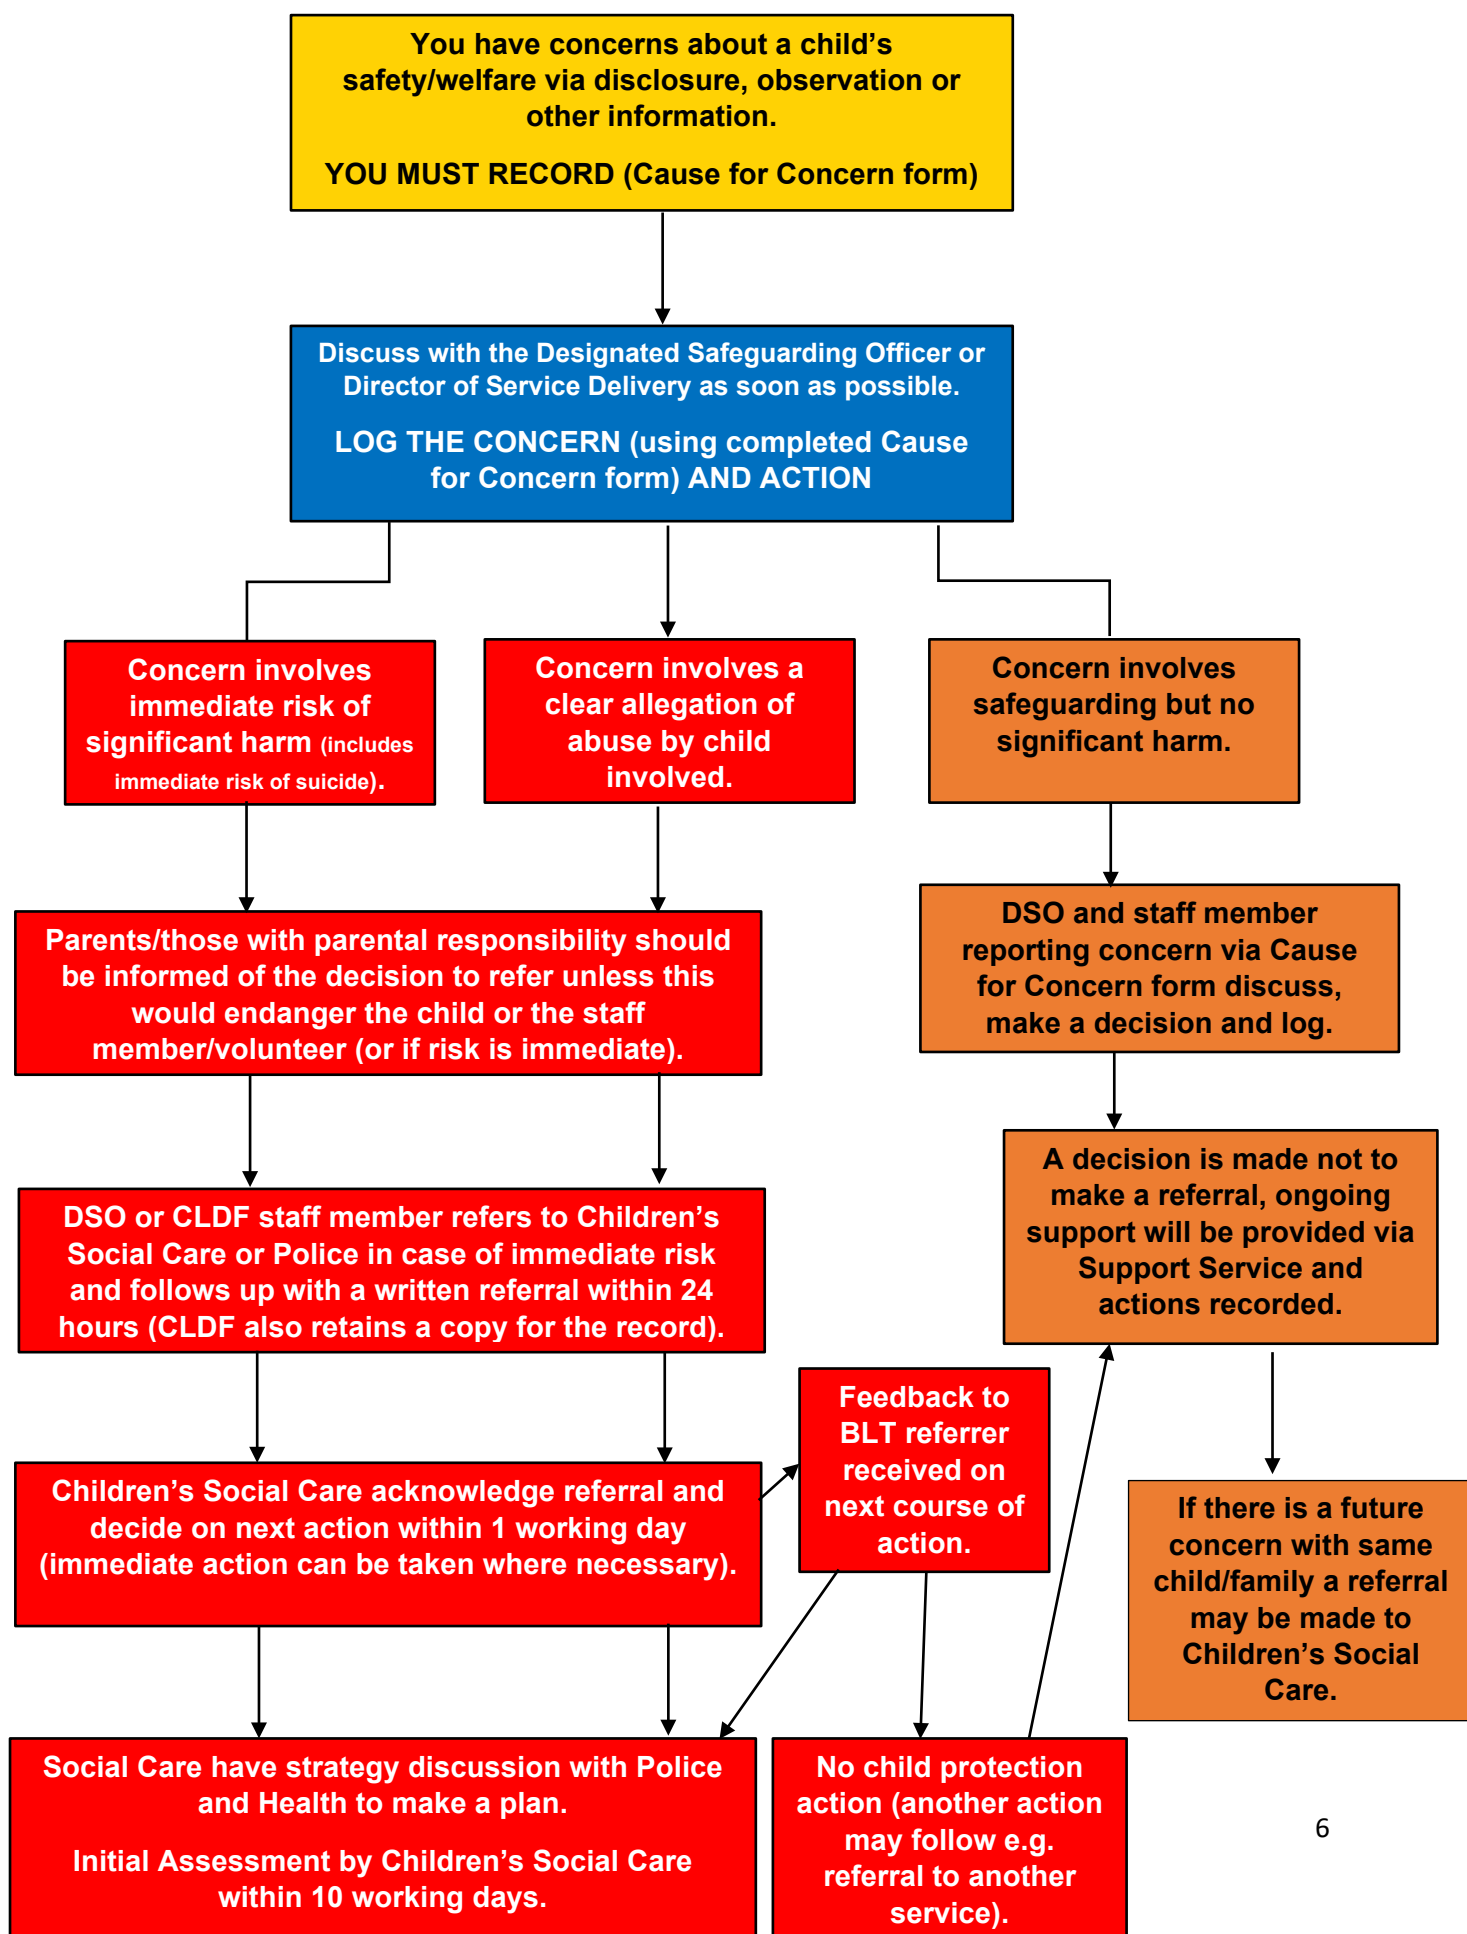 You have concerns about a child’s
safety/welfare via disclosure, observation or
other information.
YOU MUST RECORD (Cause for Concern form)
Discuss with the Designated Safeguarding Officer or
Director of Service Delivery as soon as possible.
LOG THE CONCERN (using completed Cause
for Concern form) AND ACTION
Concern involves
immediate risk of
significant harm (includes
immediate risk of suicide).
Concern involves a
clear allegation of
abuse by child
involved.
Concern involves
safeguarding but no
significant harm.
Parents/those with parental responsibility should
be informed of the decision to refer unless this
would endanger the child or the staff
member/volunteer (or if risk is immediate).
DSO and staff member
reporting concern via Cause
for Concern form discuss,
make a decision and log.
A decision is made not to
make a referral, ongoing
support will be provided via
Support Service and
actions recorded.
DSO or CLDF staff member refers to Children’s
Social Care or Police in case of immediate risk
and follows up with a written referral within 24
hours (CLDF also retains a copy for the record).
Feedback to
BLT referrer
received on
next course of
action.
Children’s Social Care acknowledge referral and
decide on next action within 1 working day
(immediate action can be taken where necessary).
If there is a future
concern with same
child/family a referral
may be made to
Children’s Social
Care.
Social Care have strategy discussion with Police
and Health to make a plan.
Initial Assessment by Children’s Social Care
within 10 working days.
No child protection
action (another action
may follow e.g.
referral to another
service).
6